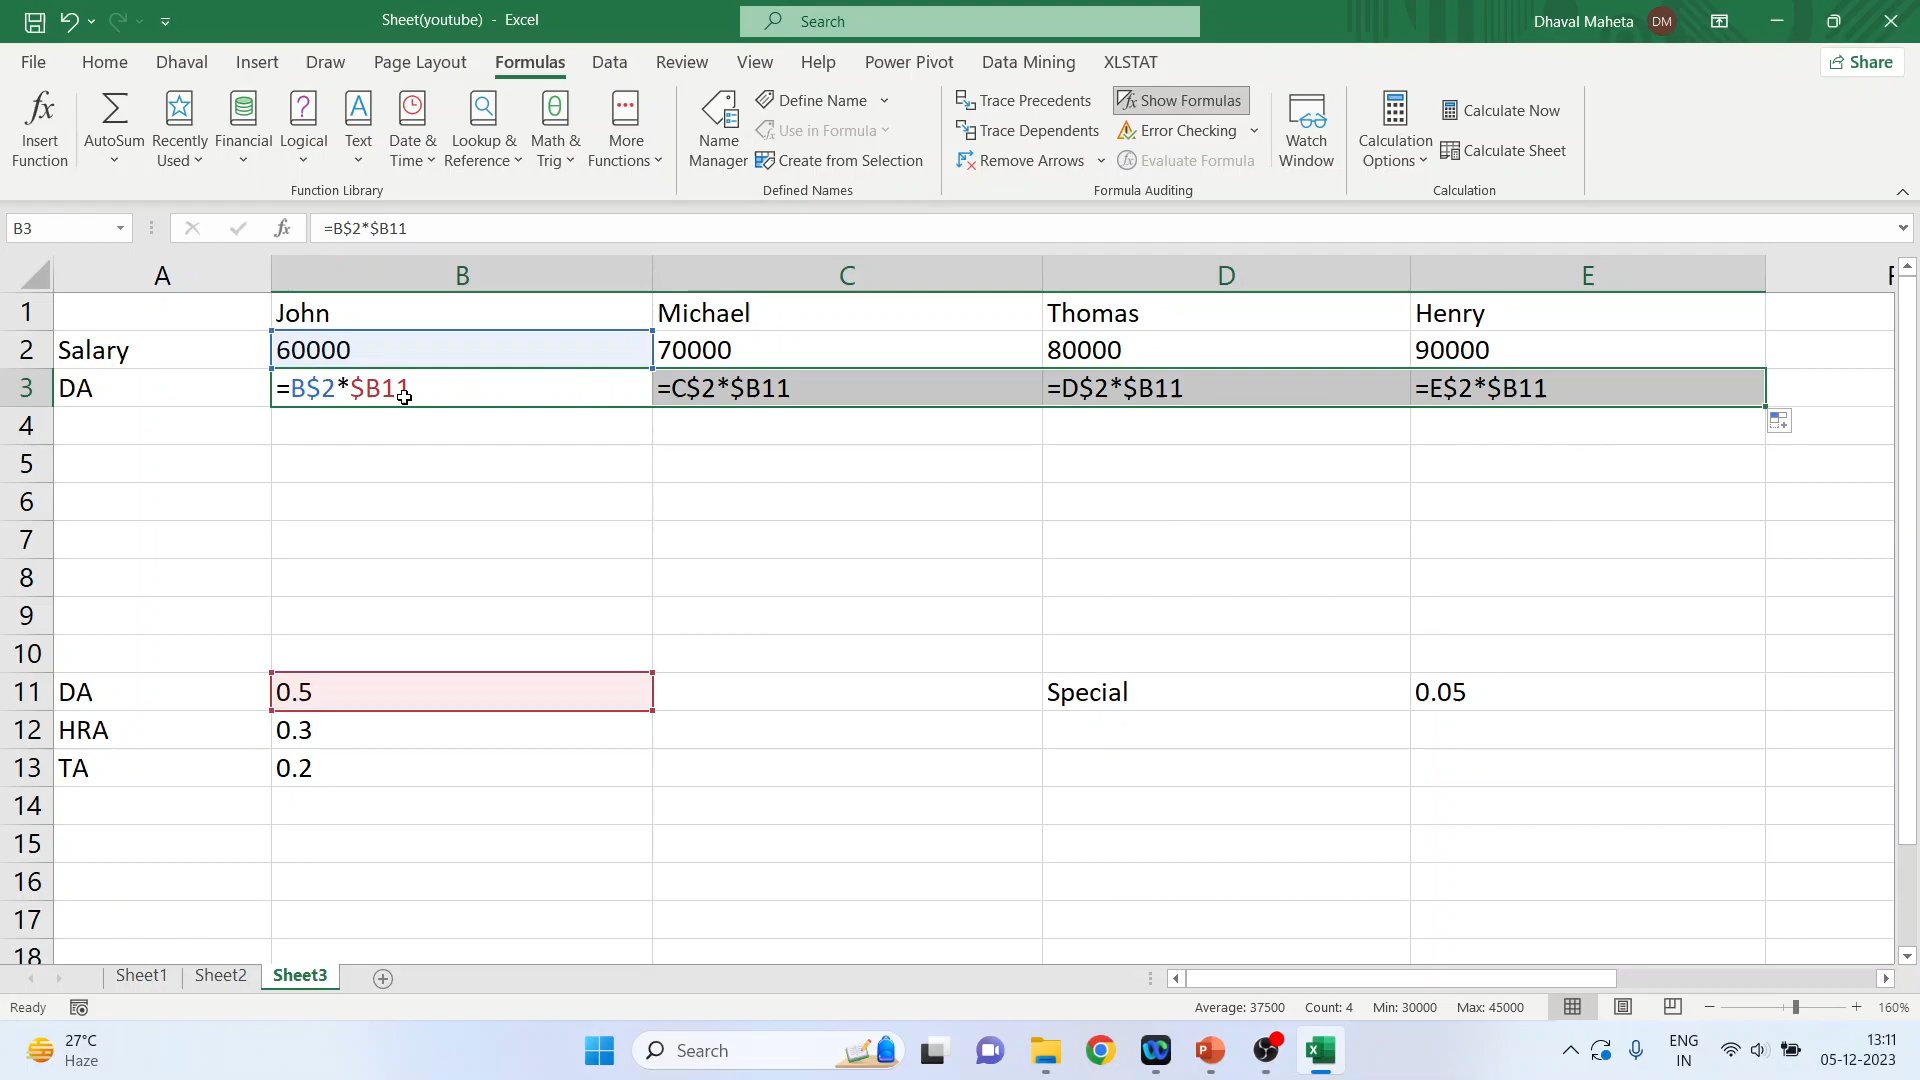 Sheet(youtube) - Excel
Search
Dhaval Maheta DM
File Home Dhaval Insert Draw Page Layout Formulas Data Review View Help Power Pivot Data Mining XLSTAT Share
Insert Function
AutoSum
Recently Used
Financial
Logical
Text
Date & Time
Lookup & Reference
Math & Trig
More Functions
Function Library
Name Manager
Define Name
Use in Formula
Create from Selection
Defined Names
Trace Precedents
Trace Dependents
Remove Arrows
Show Formulas
Error Checking
Evaluate Formula
Formula Auditing
Watch Window
Calculation Options
Calculate Now
Calculate Sheet
Calculation
B3 fx =B$2*$B11
A B C D E F
1 John Michael Thomas Henry
2 Salary 60000 70000 80000 90000
3 DA =B$2*$B11 =C$2*$B11 =D$2*$B11 =E$2*$B11
4
5
6
7
8
9
10
11 DA 0.5 Special 0.05
12 HRA 0.3
13 TA 0.2
14
15
16
17
18
Sheet1 Sheet2 Sheet3
Ready Average: 37500 Count: 4 Min: 30000 Max: 45000 160%
27°C
Haze
Search
ENG
IN
13:11
05-12-2023